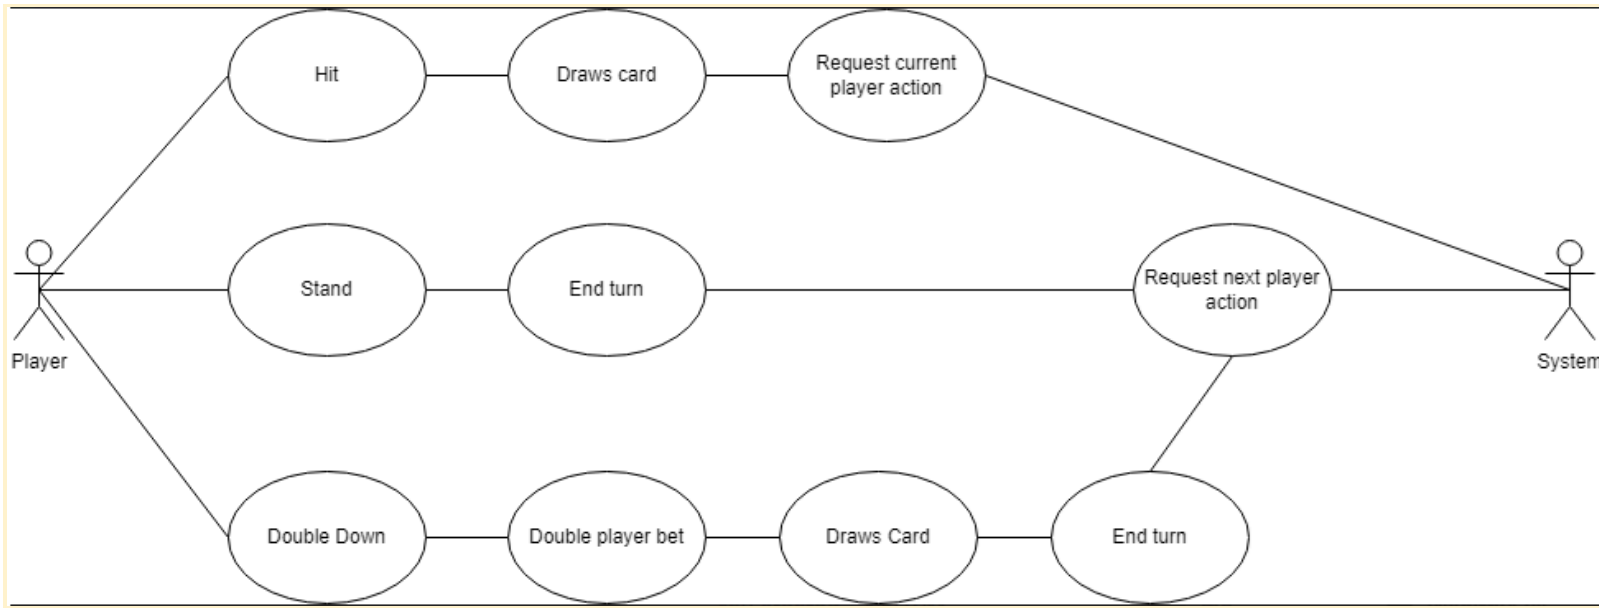 Hit
Draws card
Request current
player action
Player
Stand
End turn
Request next player
action
System
Double Down
Double player bet
Draws Card
End turn